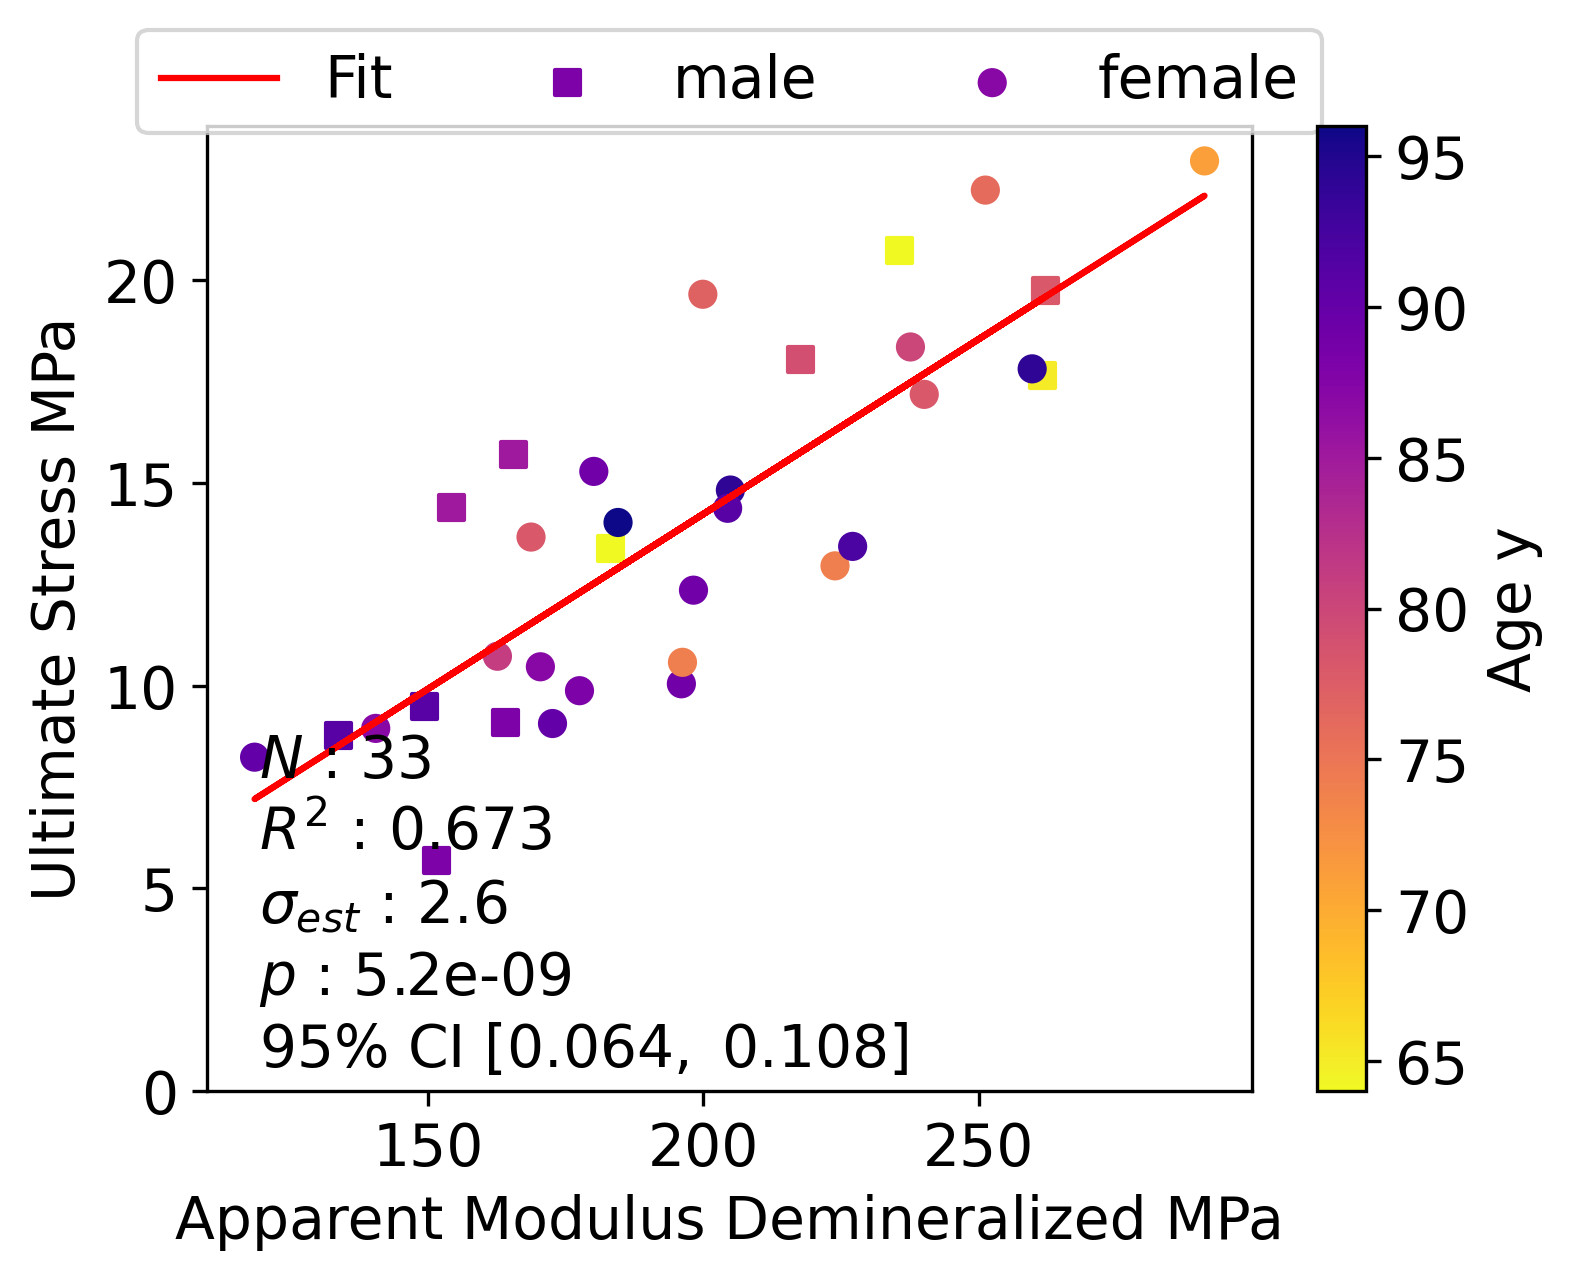 Fit male female
20
15
10
5
0
150 200 250
Ultimate Stress MPa
Apparent Modulus Demineralized MPa
N : 33
R² : 0.673
σest : 2.6
p : 5.2e-09
95% CI [0.064, 0.108]
95
90
85
80
75
70
65
Age y